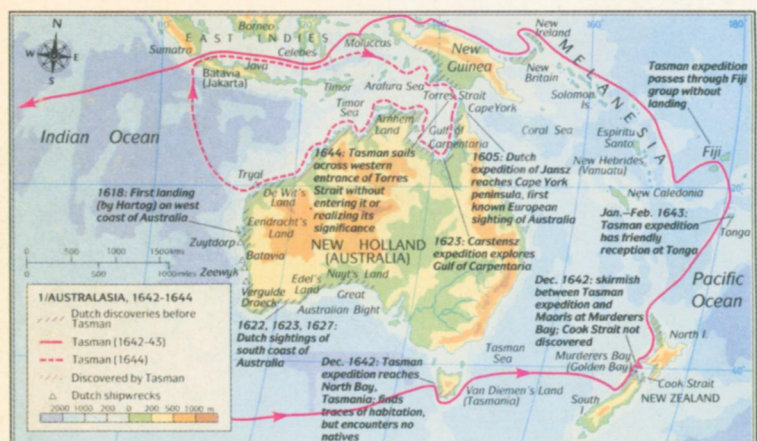 N
W E
S
180
160
180
20
Borneo
EAST INDIES
Sumatra
Celebes
Moluccas
Java
Batavia
(Jakarta)
New
Guinea
New
Ireland
New
Britain
MELANESIA
Solomon
Is.
Tasman expedition
passes through Fiji
group without
landing
Timor
Arafura Sea
Timor
Sea
Torres Strait
Cape York
Arnhem
Land
Gulf of
Carpentaria
Coral Sea
Espiritu
Santo
New Hebrides
(Vanuatu)
Fiji
Indian Ocean
Tryal
1618: First landing
(by Hartog) on west
coast of Australia
1644: Tasman sails
across western
entrance of Torres
Strait without
entering it or
realizing its
significance
1605: Dutch
expedition of Jansz
reaches Cape York
peninsula, first
known European
sighting of Australia
New Caledonia
Jan.–Feb. 1643:
Tasman expedition
has friendly
reception at Tonga
Tonga
De Wit's
Land
Eendracht's
Land
Zuytdorp
Batavia
Zeewyk
Vergulde
Draeck
Edel's
Land
Nuyt's Land
NEW HOLLAND
(AUSTRALIA)
Great
Australian Bight
1623: Carstensz
expedition explores
Gulf of Carpentaria
Pacific
Ocean
Dec. 1642: skirmish
between Tasman
expedition and
Maoris at Murderers
Bay; Cook Strait not
discovered
0 500 1000 1500kms
0 500 1000miles
1/AUSTRALASIA, 1642-1644
Dutch discoveries before
Tasman
Tasman (1642-43)
Tasman (1644)
Discovered by Tasman
Dutch shipwrecks
2000 1000 200 0 200 500 1000 m
1622, 1623, 1627:
Dutch sightings of
south coast of
Australia
Dec. 1642: Tasman
expedition reaches
North Bay,
Tasmania; finds
traces of habitation,
but encounters no
natives
Tasman
Sea
Van Diemen's Land
(Tasmania)
Murderers Bay
(Golden Bay)
North I.
Cook Strait
South
I.
NEW ZEALAND